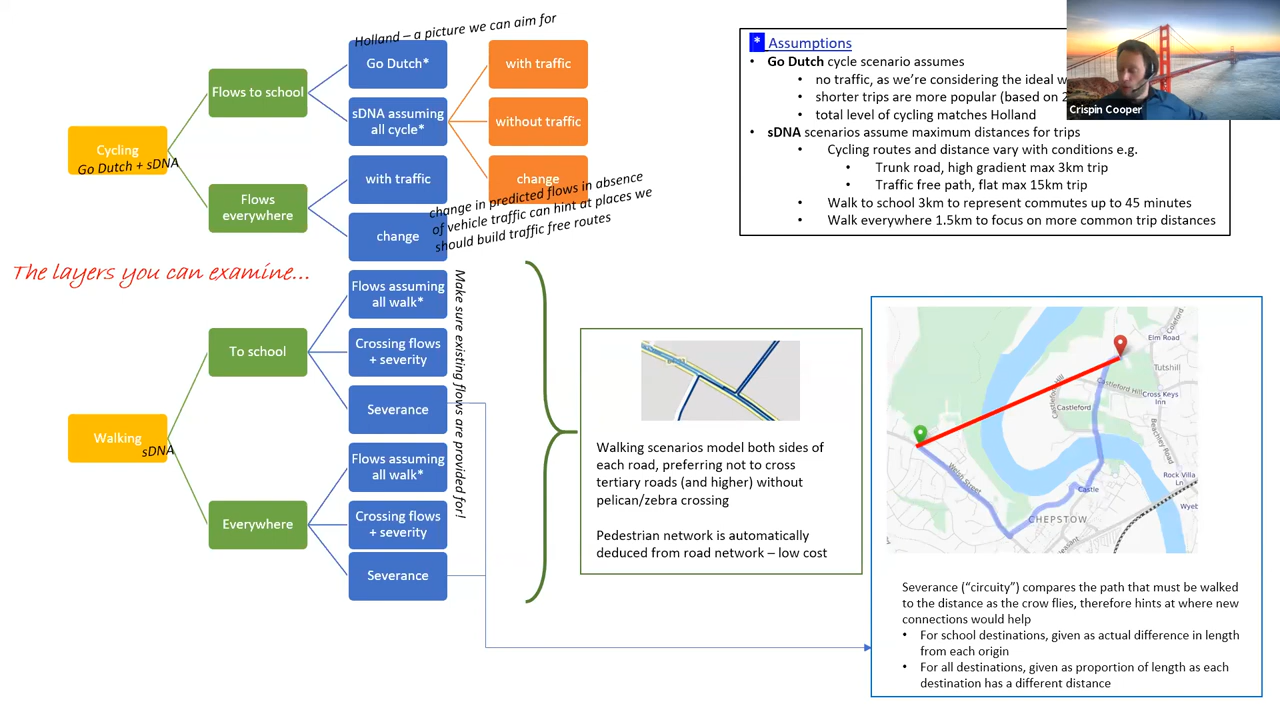 Holland – a picture we can aim for
Go Dutch*
with traffic
Flows to school
sDNA assuming
all cycle*
without traffic
Cycling
Go Dutch + sDNA
with traffic
change
Flows
everywhere
change in predicted flows in absence
of vehicle traffic can hint at places we
should build traffic free routes
change
The layers you can examine...
Flows assuming
all walk*
To school
Crossing flows
+ severity
Severance
Walking
sDNA
Flows assuming
all walk*
Everywhere
Crossing flows
+ severity
Severance
Make sure existing flows are provided for!
* Assumptions
• Go Dutch cycle scenario assumes
• no traffic, as we're considering the ideal w
• shorter trips are more popular (based on
• total level of cycling matches Holland
• sDNA scenarios assume maximum distances for trips
• Cycling routes and distance vary with conditions e.g.
• Trunk road, high gradient max 3km trip
• Traffic free path, flat max 15km trip
• Walk to school 3km to represent commutes up to 45 minutes
• Walk everywhere 1.5km to focus on more common trip distances
Crispin Cooper
Walking scenarios model both sides of
each road, preferring not to cross
tertiary roads (and higher) without
pelican/zebra crossing
Pedestrian network is automatically
deduced from road network – low cost
Coleford
Elm Road
Tutshill
Castleford Hill
Castleford Hill
Cross Keys
Inn
Castleford
Beachley Road
Welsh Street
Rock Villa
Ln
Castle
Wyeb
CHEPSTOW
Severance ("circuity") compares the path that must be walked
to the distance as the crow flies, therefore hints at where new
connections would help
• For school destinations, given as actual difference in length
from each origin
• For all destinations, given as proportion of length as each
destination has a different distance